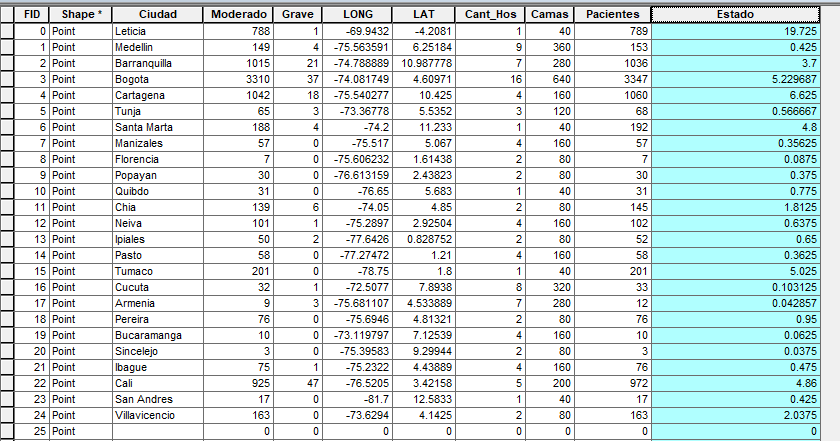 FID Shape * Ciudad Moderado Grave LONG LAT Cant_Hos Camas Pacientes Estado
0 Point Leticia 788 1 -69.9432 -4.2081 1 40 789 19.725
1 Point Medellin 149 4 -75.563591 6.25184 9 360 153 0.425
2 Point Barranquilla 1015 21 -74.788889 10.987778 7 280 1036 3.7
3 Point Bogota 3310 37 -74.081749 4.60971 16 640 3347 5.229687
4 Point Cartagena 1042 18 -75.540277 10.425 4 160 1060 6.625
5 Point Tunja 65 3 -73.36778 5.5352 3 120 68 0.566667
6 Point Santa Marta 188 4 -74.2 11.233 1 40 192 4.8
7 Point Manizales 57 0 -75.517 5.067 4 160 57 0.35625
8 Point Florencia 7 0 -75.606232 1.61438 2 80 7 0.0875
9 Point Popayan 30 0 -76.613159 2.43823 2 80 30 0.375
10 Point Quibdo 31 0 -76.65 5.683 1 40 31 0.775
11 Point Chia 139 6 -74.05 4.85 2 80 145 1.8125
12 Point Neiva 101 1 -75.2897 2.92504 4 160 102 0.6375
13 Point Ipiales 50 2 -77.6426 0.828752 2 80 52 0.65
14 Point Pasto 58 0 -77.27472 1.21 4 160 58 0.3625
15 Point Tumaco 201 0 -78.75 1.8 1 40 201 5.025
16 Point Cucuta 32 1 -72.5077 7.8938 8 320 33 0.103125
17 Point Armenia 9 3 -75.681107 4.533889 7 280 12 0.042857
18 Point Pereira 76 0 -75.6946 4.81321 2 80 76 0.95
19 Point Bucaramanga 10 0 -73.119797 7.12539 4 160 10 0.0625
20 Point Sincelejo 3 0 -75.39583 9.29944 2 80 3 0.0375
21 Point Ibague 75 1 -75.2322 4.43889 4 160 76 0.475
22 Point Cali 925 47 -76.5205 3.42158 5 200 972 4.86
23 Point San Andres 17 0 -81.7 12.5833 1 40 17 0.425
24 Point Villavicencio 163 0 -73.6294 4.1425 2 80 163 2.0375
25 Point 0 0 0 0 0 0 0 0